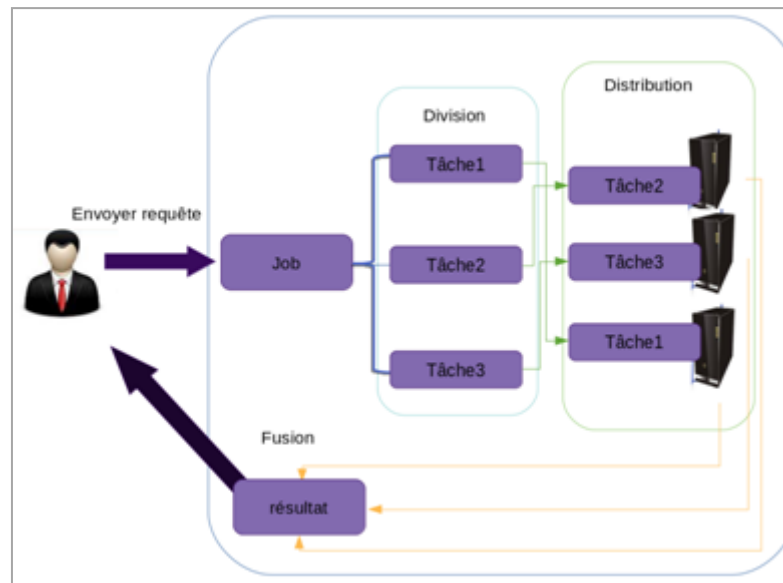 Distribution
Division
Tâche1
Tâche2
Envoyer requête
Job
Tâche2
Tâche3
Tâche1
Tâche3
Fusion
résultat